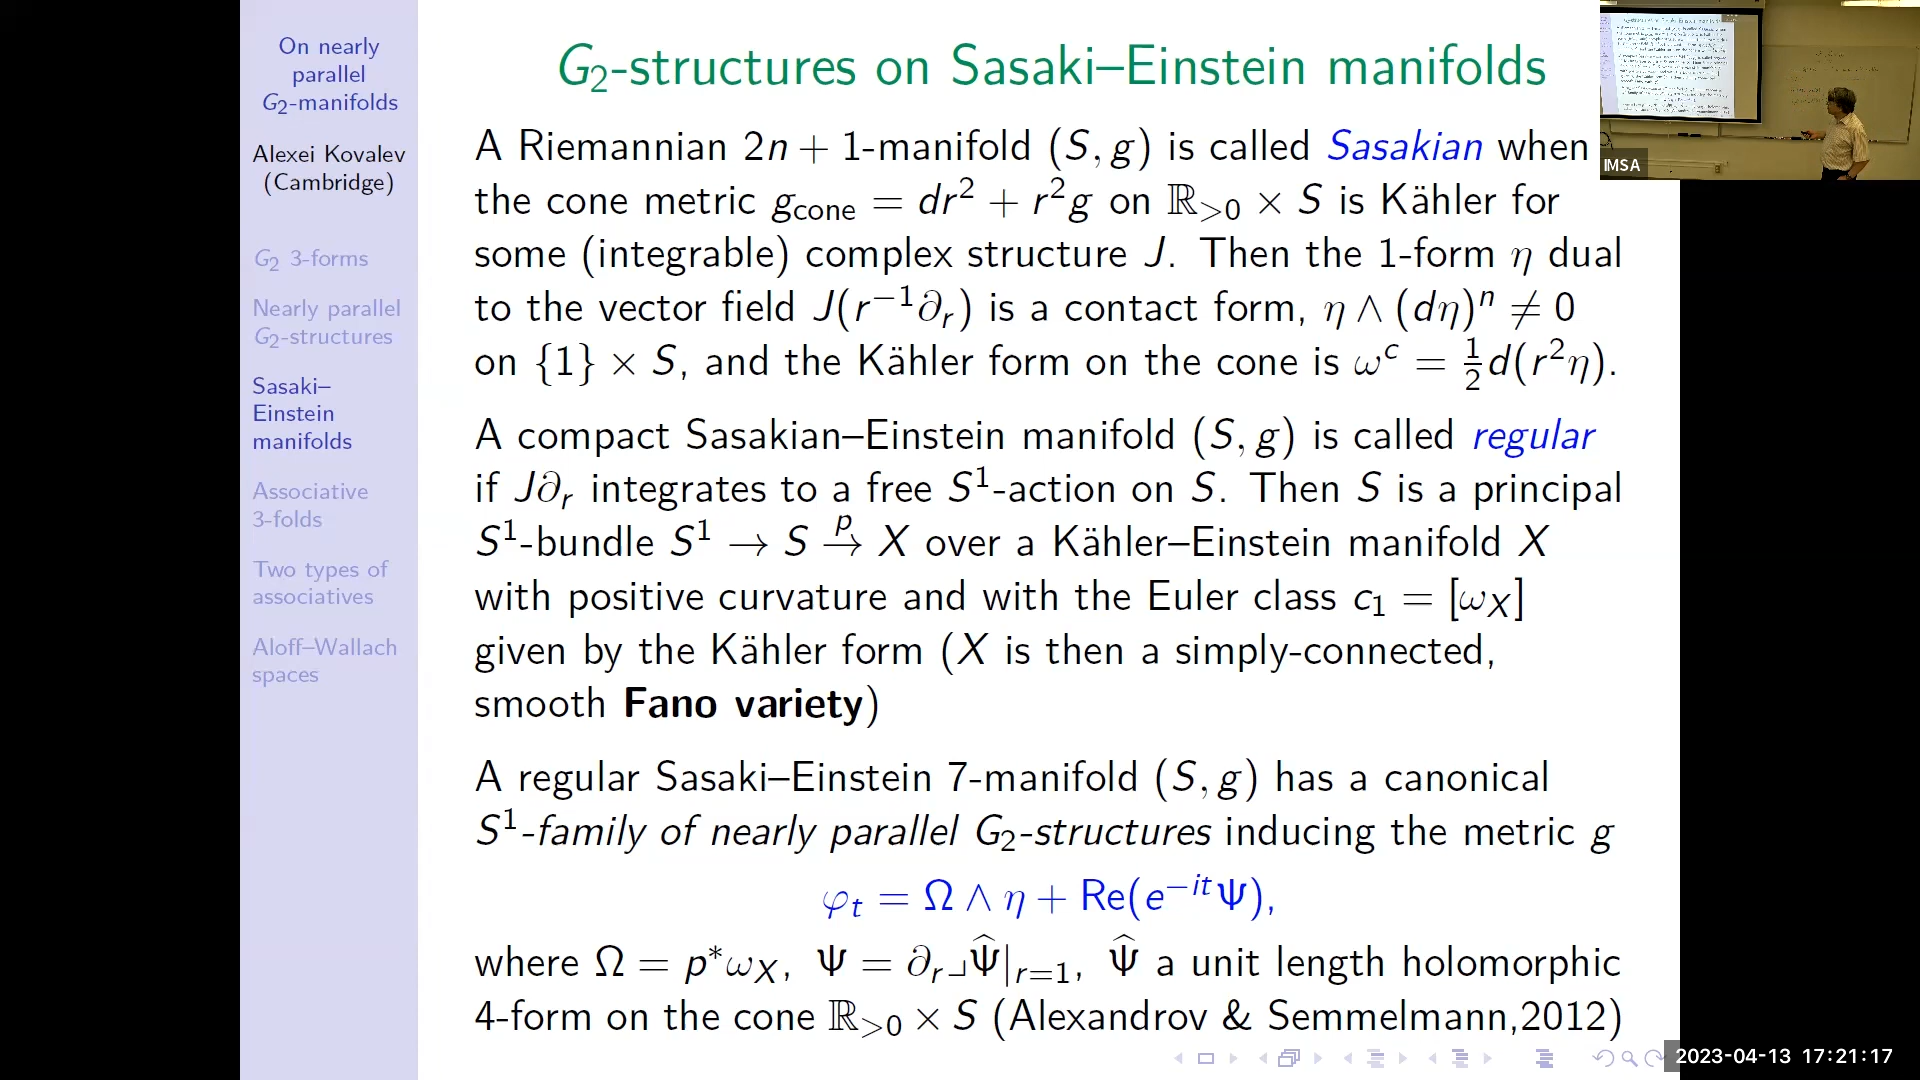 On nearly
parallel
G₂-manifolds
Alexei Kovalev
(Cambridge)
G₂ 3-forms
Nearly parallel
G₂-structures
Sasaki–
Einstein
manifolds
Associative
3-folds
Two types of
associatives
Aloff–Wallach
spaces
G₂-structures on Sasaki–Einstein manifolds
A Riemannian 2n + 1-manifold (S, g) is called Sasakian when
the cone metric g_cone = dr² + r²g on ℝ_{>0} × S is Kähler for
some (integrable) complex structure J. Then the 1-form η dual
to the vector field J(r⁻¹∂_r) is a contact form, η ∧ (dη)ⁿ ≠ 0
on {1} × S, and the Kähler form on the cone is ω^c = ½d(r²η).
A compact Sasakian–Einstein manifold (S, g) is called regular
if J∂_r integrates to a free S¹-action on S. Then S is a principal
S¹-bundle S¹ → S →^p X over a Kähler–Einstein manifold X
with positive curvature and with the Euler class c₁ = [ω_X]
given by the Kähler form (X is then a simply-connected,
smooth Fano variety)
A regular Sasaki–Einstein 7-manifold (S, g) has a canonical
S¹-family of nearly parallel G₂-structures inducing the metric g
φ_t = Ω ∧ η + Re(e^{−it}Ψ),
where Ω = p*ω_X, Ψ = ∂_r⌟Ψ̂|_{r=1}, Ψ̂ a unit length holomorphic
4-form on the cone ℝ_{>0} × S (Alexandrov & Semmelmann,2012)
IMSA
2023-04-13 17:21:17